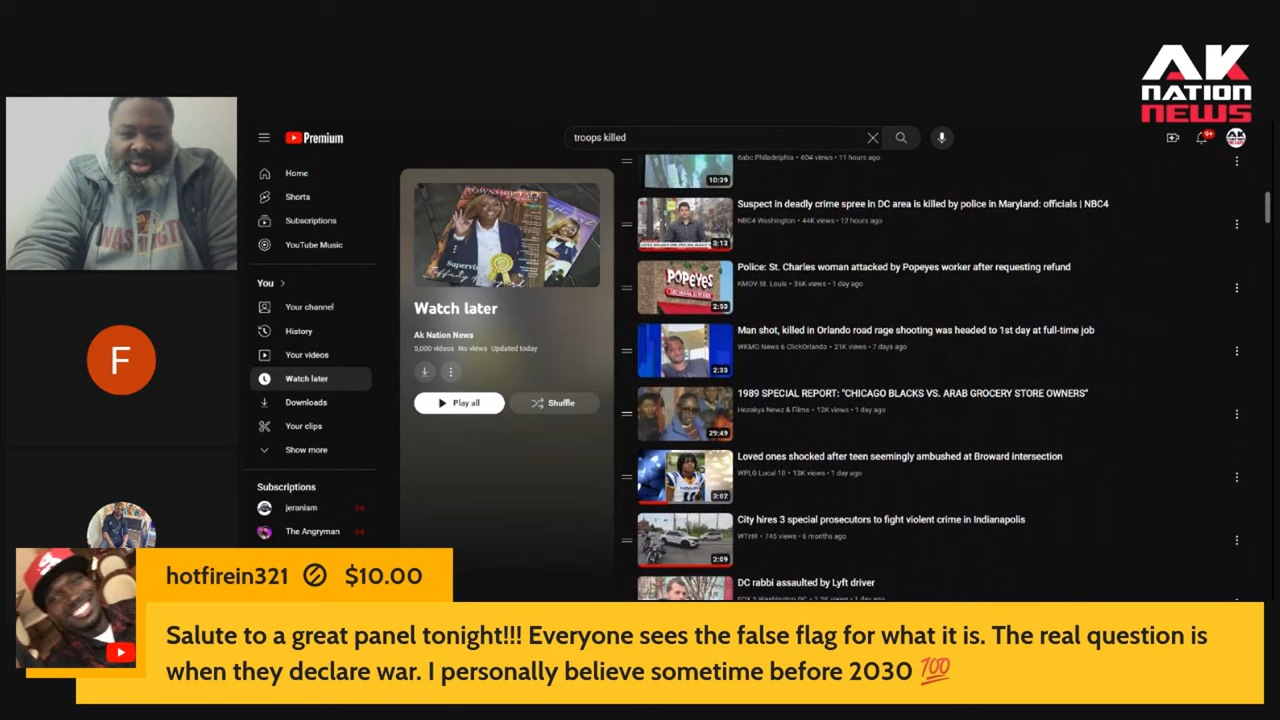 AK
NATION
NEWS
Premium
troops killed
9+
Home
Shorts
Subscriptions
YouTube Music
You
Your channel
History
Your videos
Watch later
Downloads
Your clips
Show more
Subscriptions
jeranism
The Angryman
Watch later
Ak Nation News
5,000 videos No views Updated today
Play all
Shuffle
6abc Philadelphia • 604 views • 11 hours ago
10:39
Suspect in deadly crime spree in DC area is killed by police in Maryland: officials | NBC4
NBC4 Washington • 44K views • 12 hours ago
3:13
Police: St. Charles woman attacked by Popeyes worker after requesting refund
KMOV St. Louis • 36K views • 1 day ago
POPEYES
2:53
Man shot, killed in Orlando road rage shooting was headed to 1st day at full-time job
WKMG News 6 ClickOrlando • 21K views • 7 days ago
2:33
1989 SPECIAL REPORT: "CHICAGO BLACKS VS. ARAB GROCERY STORE OWNERS"
Hezakya Newz & Films • 12K views • 1 day ago
29:49
Loved ones shocked after teen seemingly ambushed at Broward intersection
WPLG Local 10 • 13K views • 1 day ago
3:02
City hires 3 special prosecutors to fight violent crime in Indianapolis
WTHR • 745 views • 6 months ago
2:09
DC rabbi assaulted by Lyft driver
F
hotfirein321 $10.00
Salute to a great panel tonight!!! Everyone sees the false flag for what it is. The real question is
when they declare war. I personally believe sometime before 2030 💯